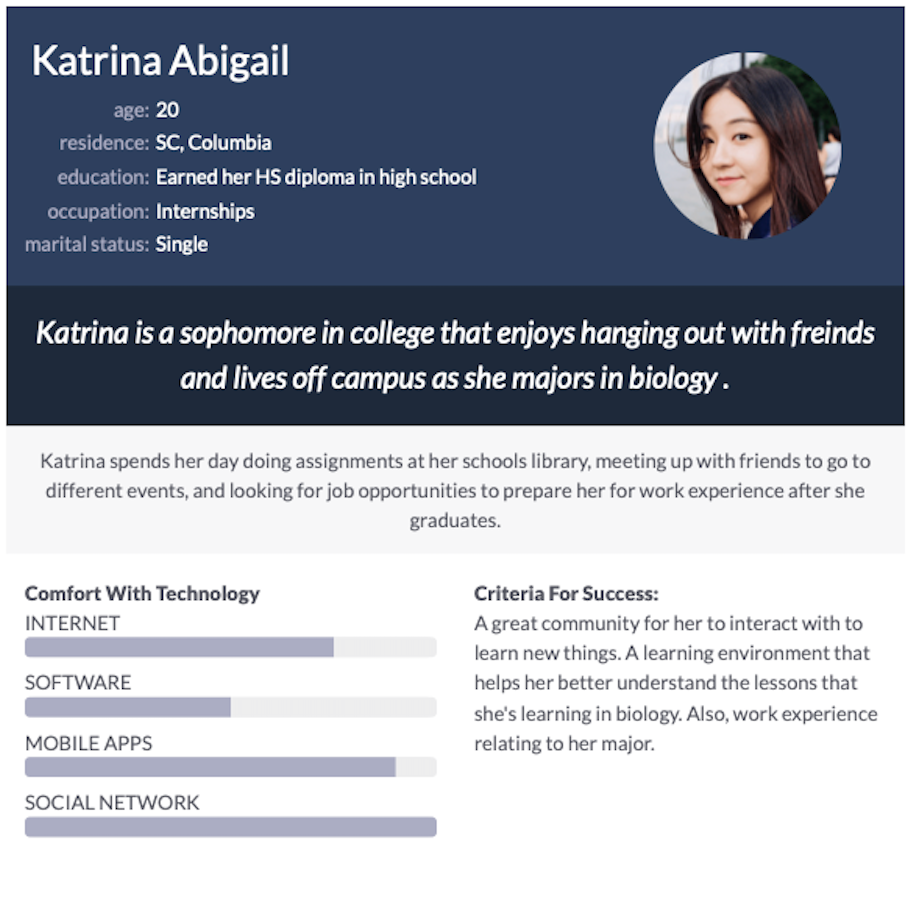 Katrina Abigail
age: 20
residence: SC, Columbia
education: Earned her HS diploma in high school
occupation: Internships
marital status: Single
Katrina is a sophomore in college that enjoys hanging out with freinds
and lives off campus as she majors in biology .
Katrina spends her day doing assignments at her schools library, meeting up with friends to go to
different events, and looking for job opportunities to prepare her for work experience after she
graduates.
Comfort With Technology
INTERNET
SOFTWARE
MOBILE APPS
SOCIAL NETWORK
Criteria For Success:
A great community for her to interact with to
learn new things. A learning environment that
helps her better understand the lessons that
she's learning in biology. Also, work experience
relating to her major.